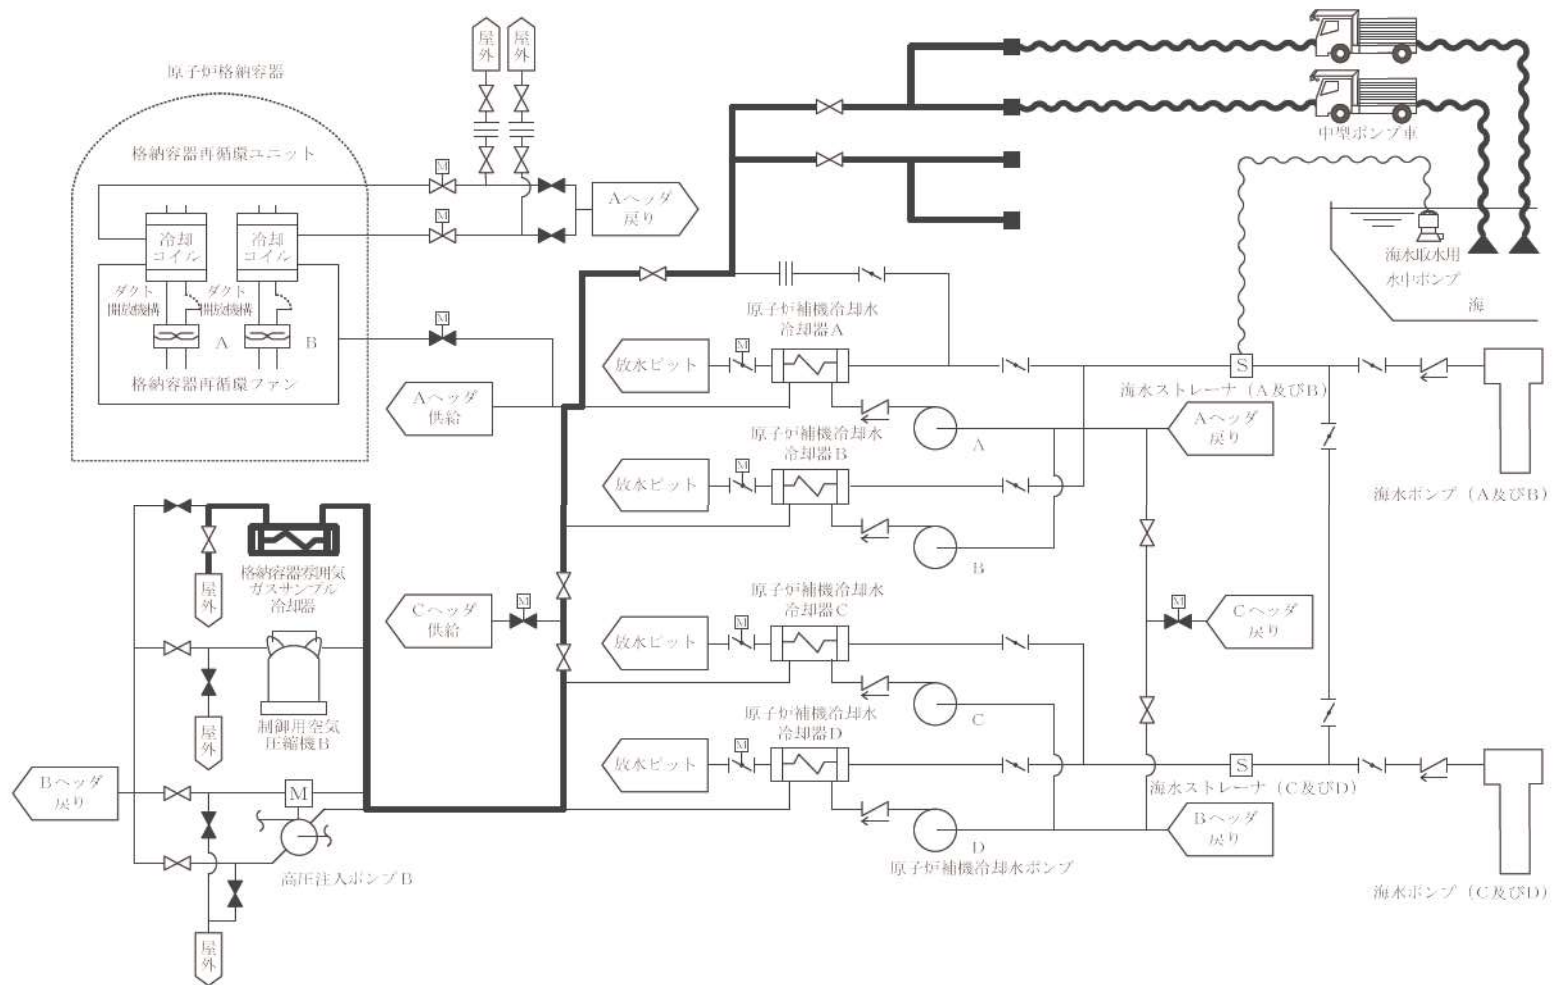 屋外
屋外
原子炉格納容器
格納容器再循環ユニット
M
M
Aヘッダ
戻り
冷却
コイル
冷却
コイル
ダクト
開放機構
ダクト
開放機構
A
B
格納容器再循環ファン
M
Aヘッダ
供給
中型ポンプ車
海水取水用
水中ポンプ
海
原子炉補機冷却水
冷却器A
放水ピット
M
S
海水ストレーナ(A及びB)
Aヘッダ
戻り
A
海水ポンプ(A及びB)
原子炉補機冷却水
冷却器B
放水ピット
M
B
格納容器雰囲気
ガスサンプル
冷却器
屋外
Cヘッダ
供給
M
原子炉補機冷却水
冷却器C
放水ピット
M
C
M
Cヘッダ
戻り
制御用空気
圧縮機B
屋外
原子炉補機冷却水
冷却器D
放水ピット
M
D
S
海水ストレーナ(C及びD)
Bヘッダ
戻り
原子炉補機冷却水ポンプ
海水ポンプ(C及びD)
Bヘッダ
戻り
M
高圧注入ポンプB
屋外